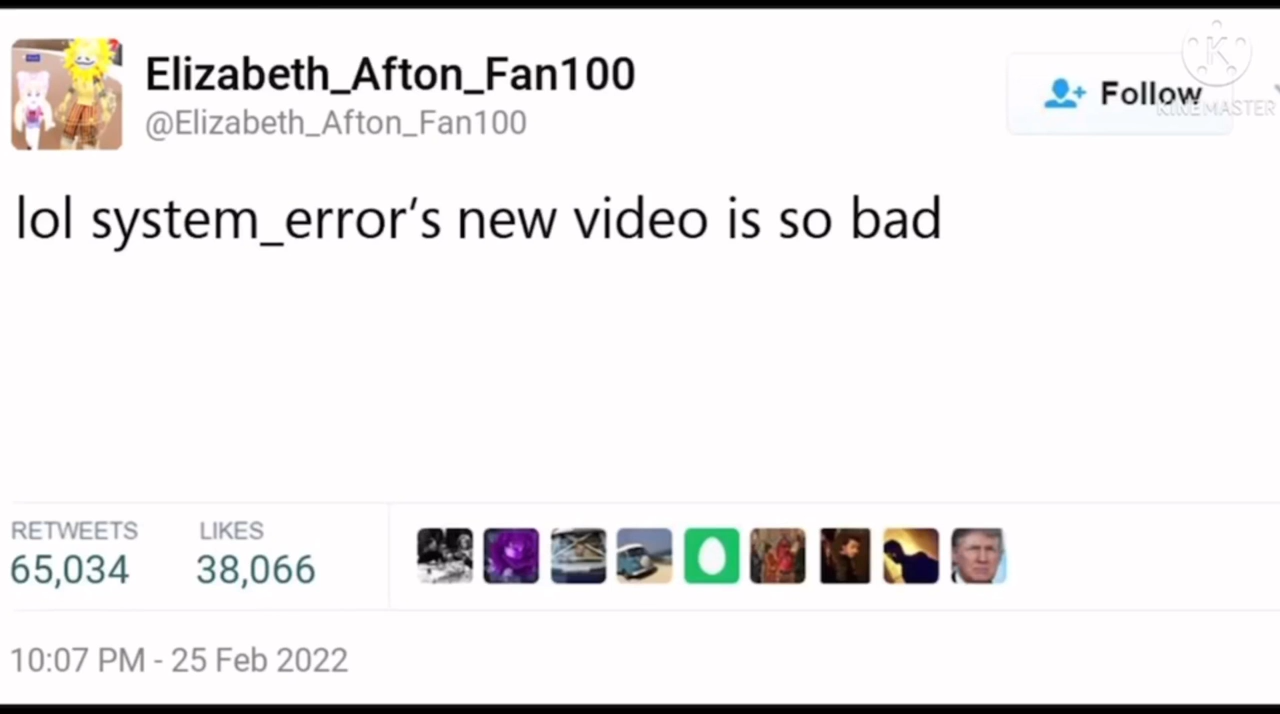 Elizabeth_Afton_Fan100
@Elizabeth_Afton_Fan100
Follow
KINEMASTER
lol system_error’s new video is so bad
RETWEETS LIKES
65,034 38,066
10:07 PM - 25 Feb 2022